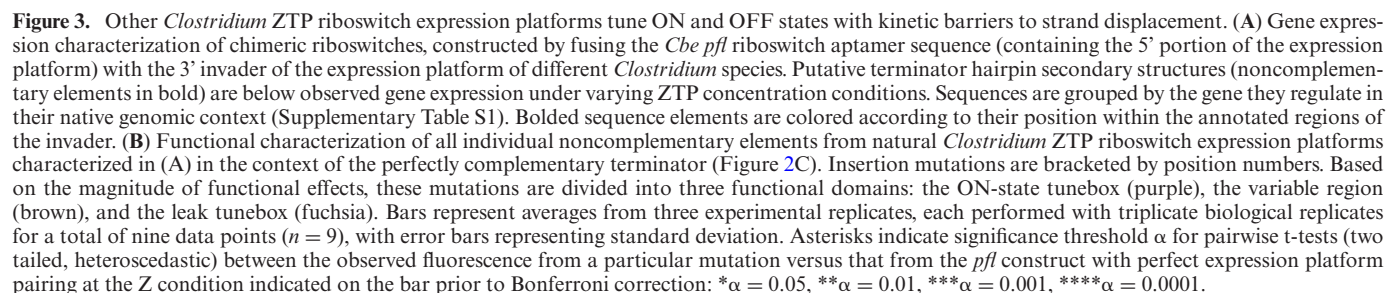 Figure 3. Other Clostridium ZTP riboswitch expression platforms tune ON and OFF states with kinetic barriers to strand displacement. (A) Gene expres-
sion characterization of chimeric riboswitches, constructed by fusing the Cbe pfl riboswitch aptamer sequence (containing the 5' portion of the expression
platform) with the 3' invader of the expression platform of different Clostridium species. Putative terminator hairpin secondary structures (noncomplemen-
tary elements in bold) are below observed gene expression under varying ZTP concentration conditions. Sequences are grouped by the gene they regulate in
their native genomic context (Supplementary Table S1). Bolded sequence elements are colored according to their position within the annotated regions of
the invader. (B) Functional characterization of all individual noncomplementary elements from natural Clostridium ZTP riboswitch expression platforms
characterized in (A) in the context of the perfectly complementary terminator (Figure 2C). Insertion mutations are bracketed by position numbers. Based
on the magnitude of functional effects, these mutations are divided into three functional domains: the ON-state tunebox (purple), the variable region
(brown), and the leak tunebox (fuchsia). Bars represent averages from three experimental replicates, each performed with triplicate biological replicates
for a total of nine data points (n = 9), with error bars representing standard deviation. Asterisks indicate significance threshold α for pairwise t-tests (two
tailed, heteroscedastic) between the observed fluorescence from a particular mutation versus that from the pfl construct with perfect expression platform
pairing at the Z condition indicated on the bar prior to Bonferroni correction: *α = 0.05, **α = 0.01, ***α = 0.001, ****α = 0.0001.